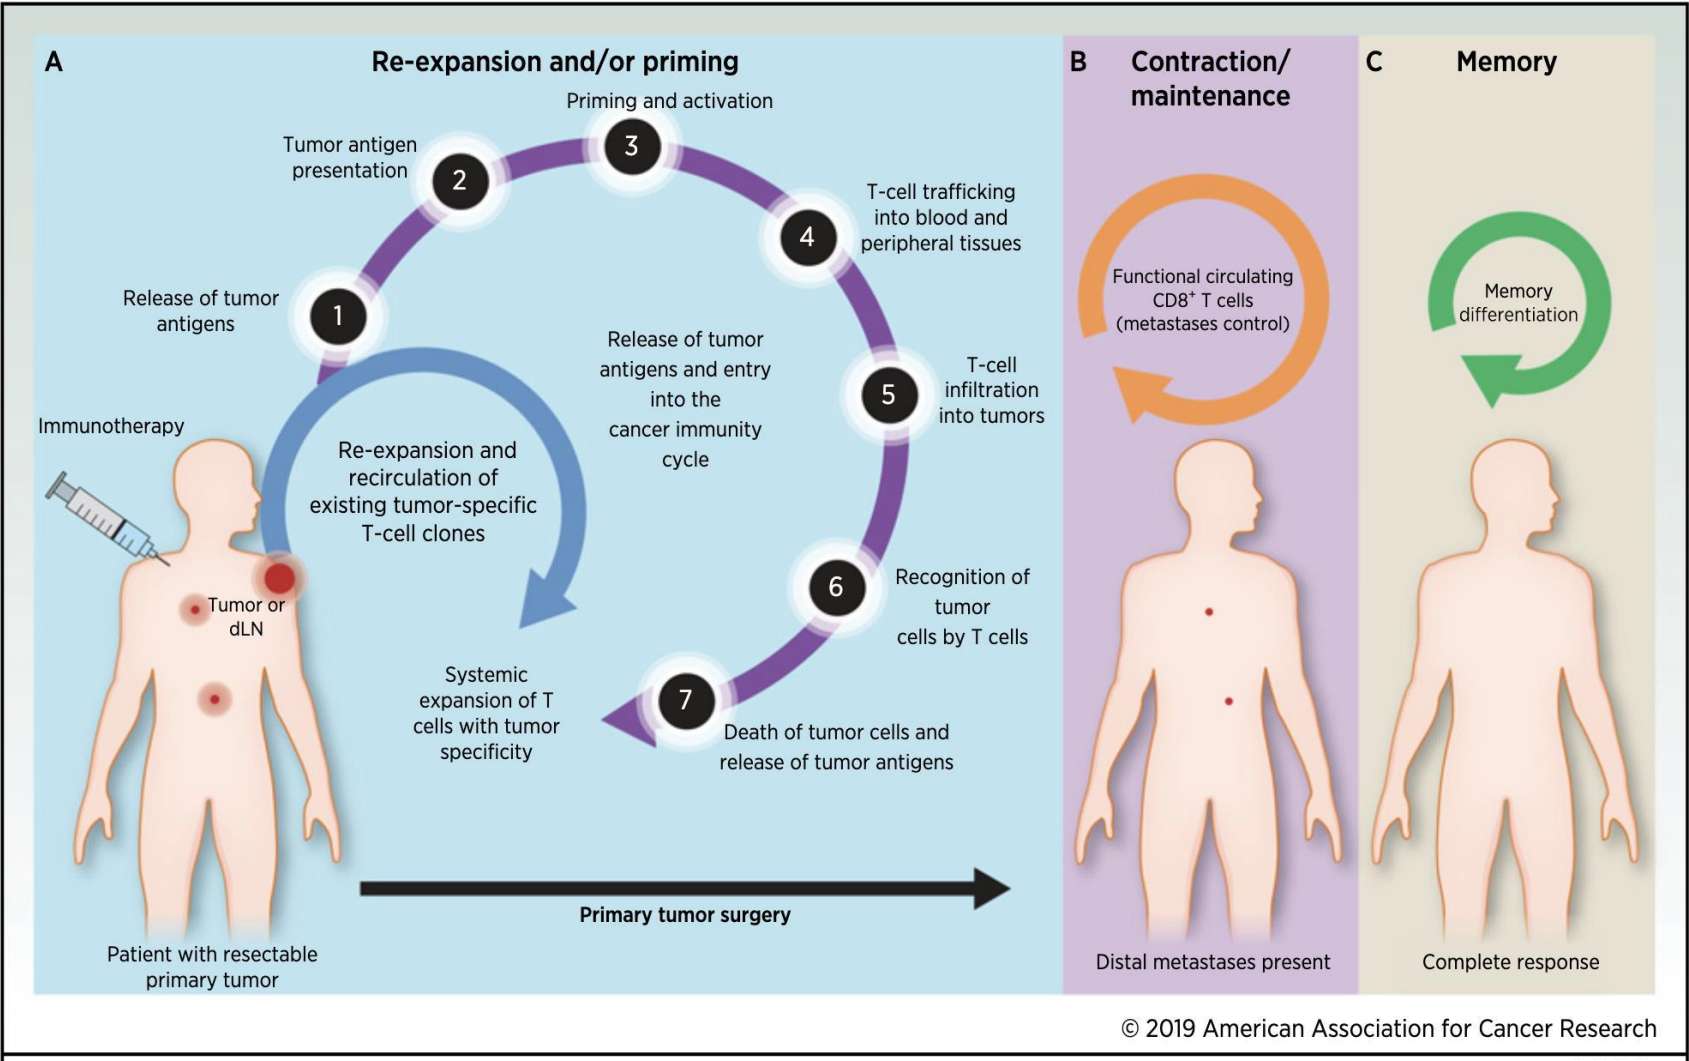 A
Re-expansion and/or priming
Priming and activation
3
Tumor antigen
presentation
2
T-cell trafficking
into blood and
peripheral tissues
4
Release of tumor
antigens
1
Release of tumor
antigens and entry
into the
cancer immunity
cycle
T-cell
infiltration
into tumors
5
Immunotherapy
Re-expansion and
recirculation of
existing tumor-specific
T-cell clones
6
Recognition of
tumor
cells by T cells
Tumor or
dLN
Systemic
expansion of T
cells with tumor
specificity
7
Death of tumor cells and
release of tumor antigens
Primary tumor surgery
Patient with resectable
primary tumor
B
Contraction/
maintenance
Functional circulating
CD8⁺ T cells
(metastases control)
Distal metastases present
C
Memory
Memory
differentiation
Complete response
© 2019 American Association for Cancer Research